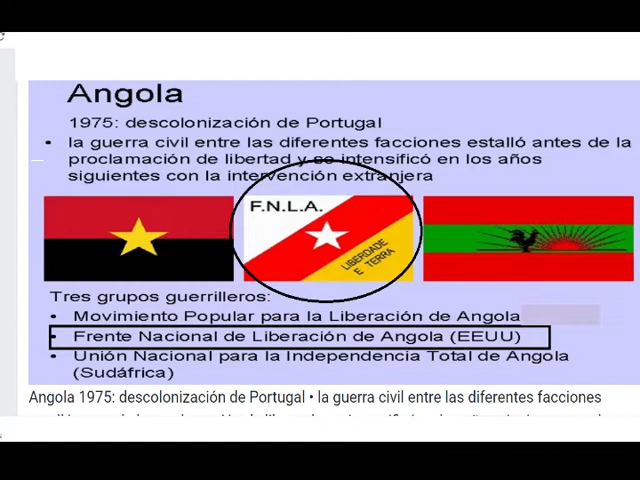 Angola
1975: descolonización de Portugal
• la guerra civil entre las diferentes facciones estalló antes de la
proclamación de libertad y se intensificó en los años
siguientes con la intervención extranjera
F.N.L.A.
LIBERDADE
E TERRA
Tres grupos guerrilleros:
• Movimiento Popular para la Liberación de Angola
• Frente Nacional de Liberación de Angola (EEUU)
• Unión Nacional para la Independencia Total de Angola
(Sudáfrica)
Angola 1975: descolonización de Portugal • la guerra civil entre las diferentes facciones